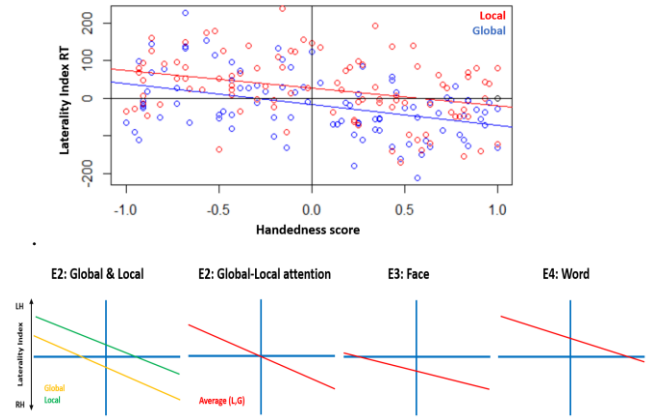 Local
Global
Laterality Index RT
200
100
0
-200
-1.0
-0.5
0.0
0.5
1.0
Handedness score
.
E2: Global & Local
E2: Global-Local attention
E3: Face
E4: Word
LH
Laterality Index
RH
Global
Local
Average (L,G)